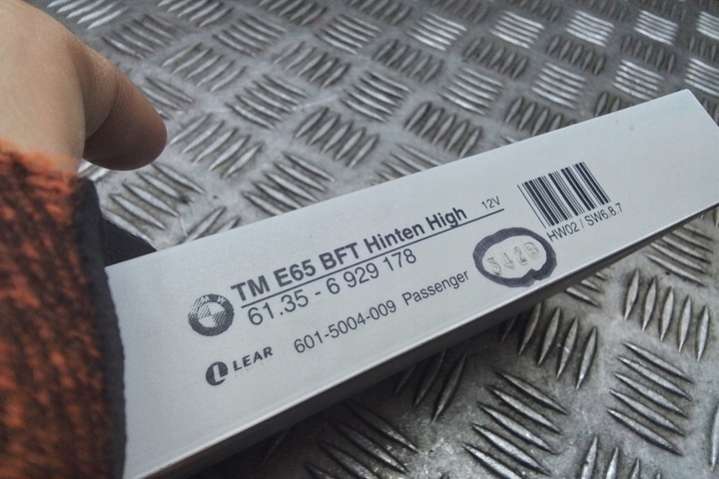 TM E65 BFT Hinten High 12V
61.35 - 6 929 178
LEAR 601-5004-009 Passenger
HW02 / SW6.8.7